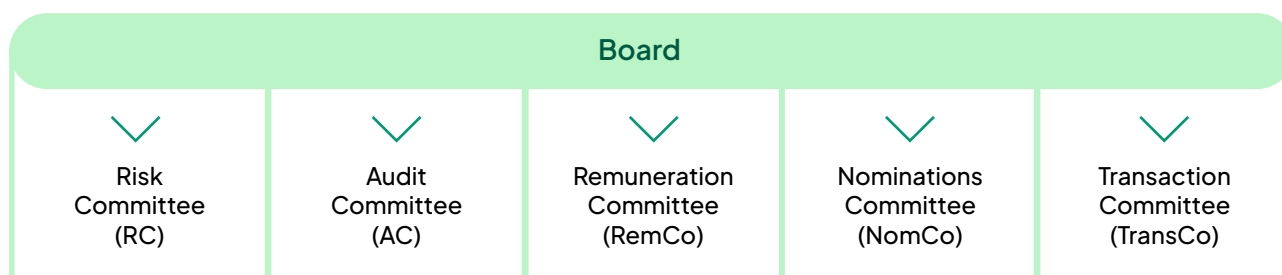 Board
Risk
Committee
(RC)
Audit
Committee
(AC)
Remuneration
Committee
(RemCo)
Nominations
Committee
(NomCo)
Transaction
Committee
(TransCo)